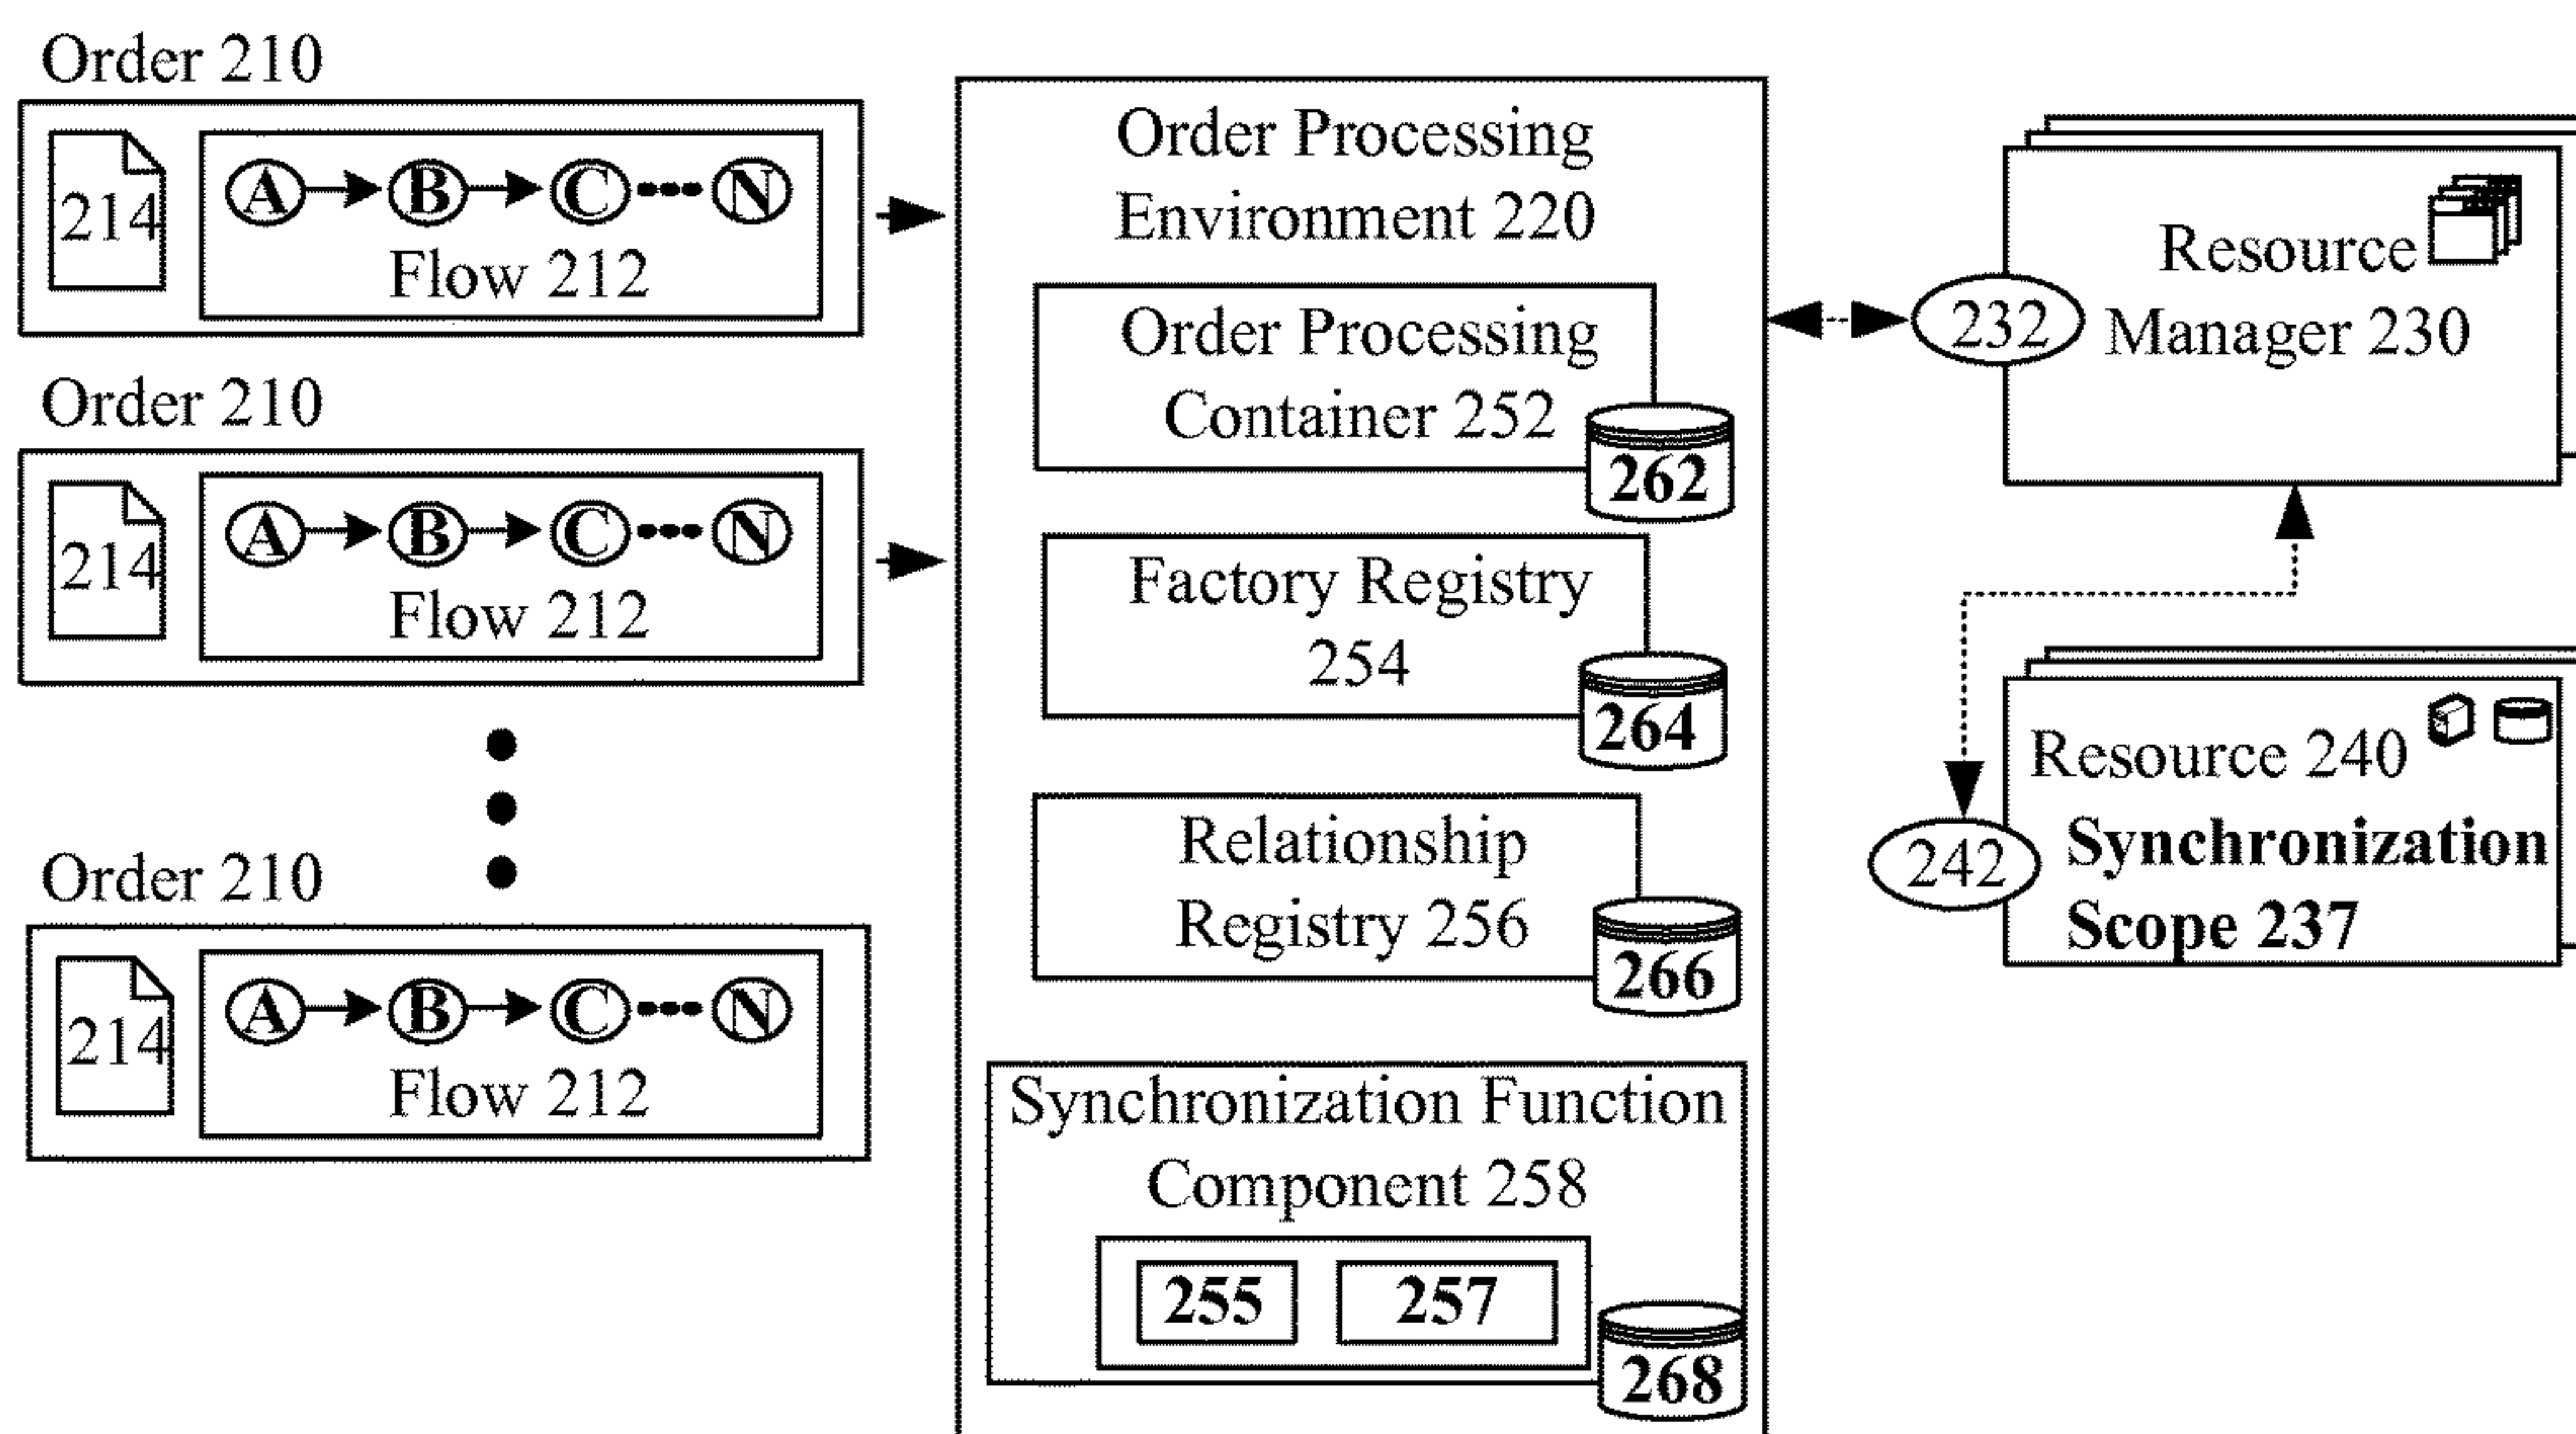 Order 210
214
A B C N
Flow 212
Order 210
214
A B C N
Flow 212
Order 210
214
A B C N
Flow 212
Order Processing
Environment 220
Order Processing
Container 252
262
Factory Registry
254
264
Relationship
Registry 256
266
Synchronization Function
Component 258
255 257
268
Resource
Manager 230
232
Resource 240
Synchronization
Scope 237
242